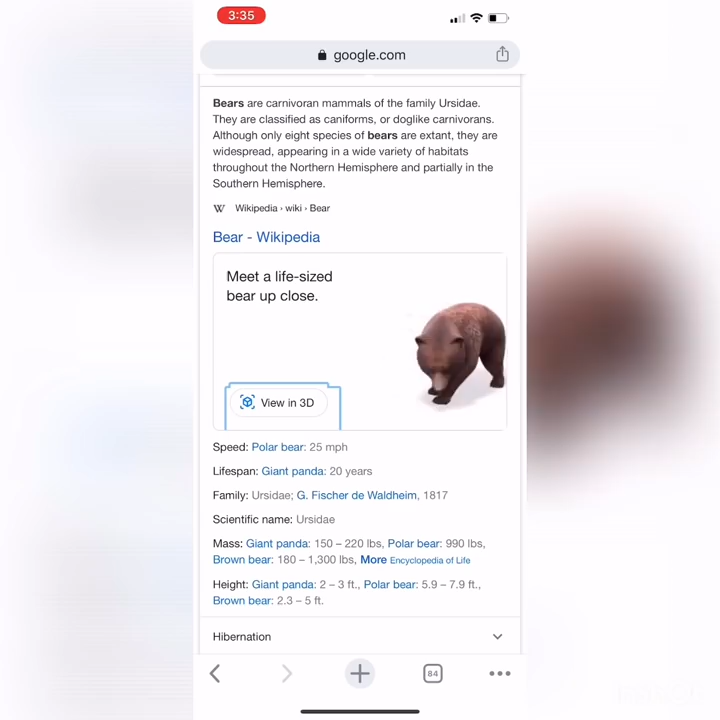 3:35
google.com
Bears are carnivoran mammals of the family Ursidae.
They are classified as caniforms, or doglike carnivorans.
Although only eight species of bears are extant, they are
widespread, appearing in a wide variety of habitats
throughout the Northern Hemisphere and partially in the
Southern Hemisphere.
W Wikipedia › wiki › Bear
Bear - Wikipedia
Meet a life-sized
bear up close.
View in 3D
Speed: Polar bear: 25 mph
Lifespan: Giant panda: 20 years
Family: Ursidae; G. Fischer de Waldheim, 1817
Scientific name: Ursidae
Mass: Giant panda: 150 – 220 lbs, Polar bear: 990 lbs,
Brown bear: 180 – 1,300 lbs, More Encyclopedia of Life
Height: Giant panda: 2 – 3 ft., Polar bear: 5.9 – 7.9 ft.,
Brown bear: 2.3 – 5 ft.
Hibernation
84